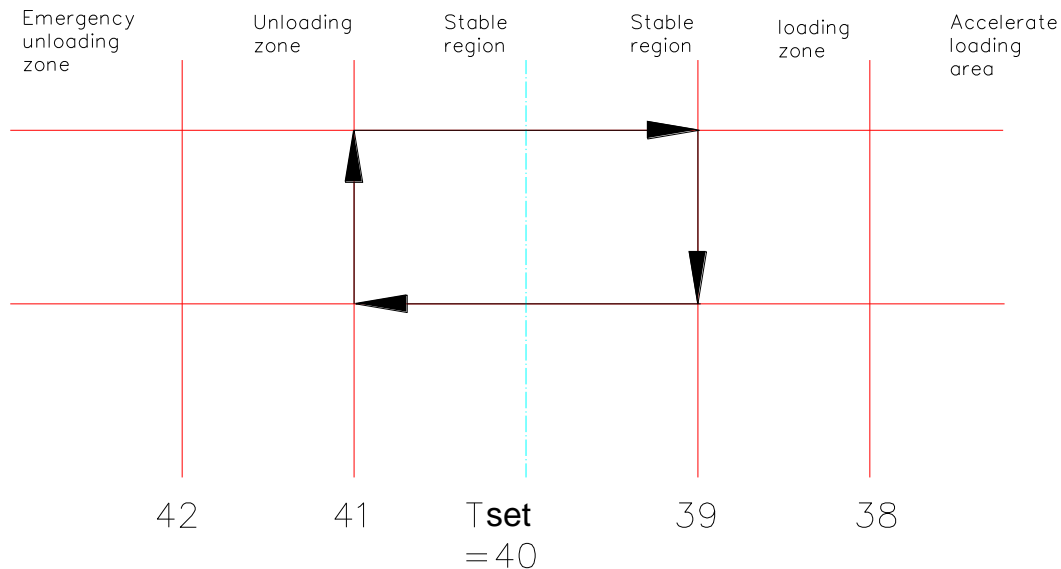 Emergency
unloading
zone
Unloading
zone
Stable
region
Stable
region
loading
zone
Accelerate
loading
area
42
41
Tset
=40
39
38